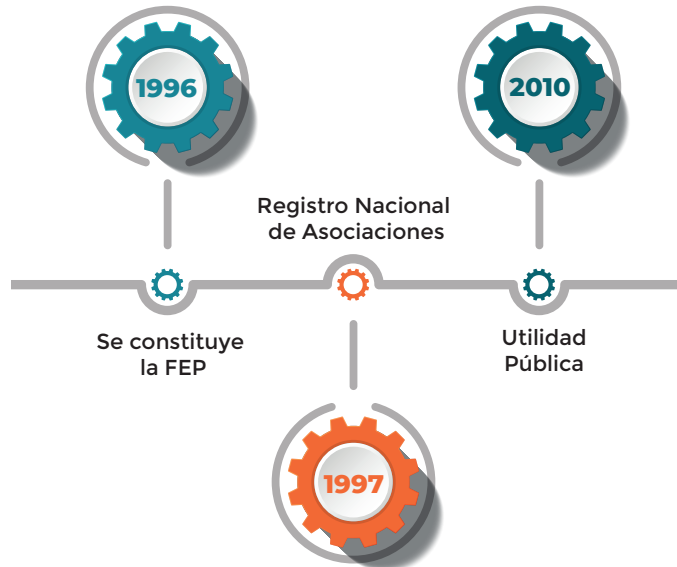 1996
2010
Registro Nacional
de Asociaciones
Se constituye
la FEP
Utilidad
Pública
1997